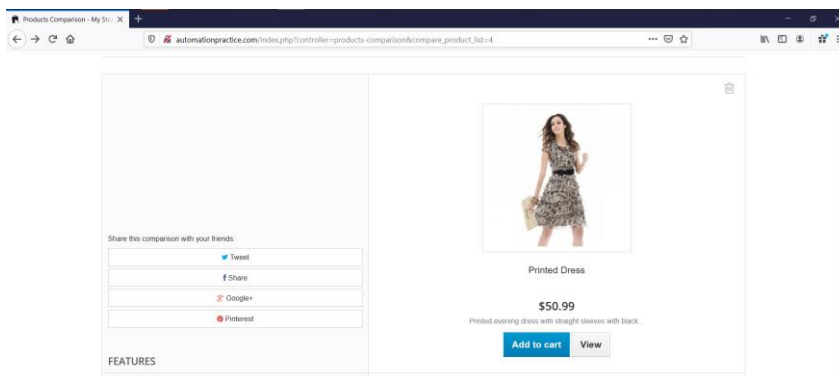 Products Comparison - My Sto
automationpractice.com/index.php?controller=products-comparison&compare_product_list=4
Share this comparison with your friends:
Tweet
Share
Google+
Pinterest
FEATURES
Printed Dress
$50.99
Printed evening dress with straight sleeves with black
Add to cart
View